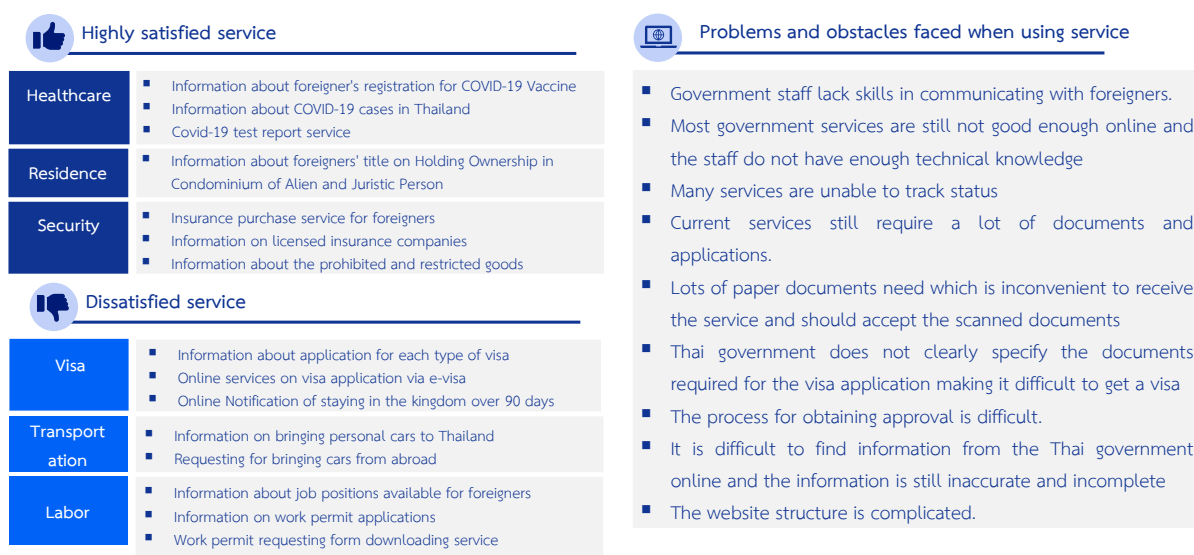 Highly satisfied service
Healthcare
Information about foreigner's registration for COVID-19 Vaccine
Information about COVID-19 cases in Thailand
Covid-19 test report service
Residence
Information about foreigners' title on Holding Ownership in
Condominium of Alien and Juristic Person
Security
Insurance purchase service for foreigners
Information on licensed insurance companies
Information about the prohibited and restricted goods
Dissatisfied service
Visa
Information about application for each type of visa
Online services on visa application via e-visa
Online Notification of staying in the kingdom over 90 days
Transport
ation
Information on bringing personal cars to Thailand
Requesting for bringing cars from abroad
Labor
Information about job positions available for foreigners
Information on work permit applications
Work permit requesting form downloading service
Problems and obstacles faced when using service
Government staff lack skills in communicating with foreigners.
Most government services are still not good enough online and
the staff do not have enough technical knowledge
Many services are unable to track status
Current services still require a lot of documents and
applications.
Lots of paper documents need which is inconvenient to receive
the service and should accept the scanned documents
Thai government does not clearly specify the documents
required for the visa application making it difficult to get a visa
The process for obtaining approval is difficult.
It is difficult to find information from the Thai government
online and the information is still inaccurate and incomplete
The website structure is complicated.